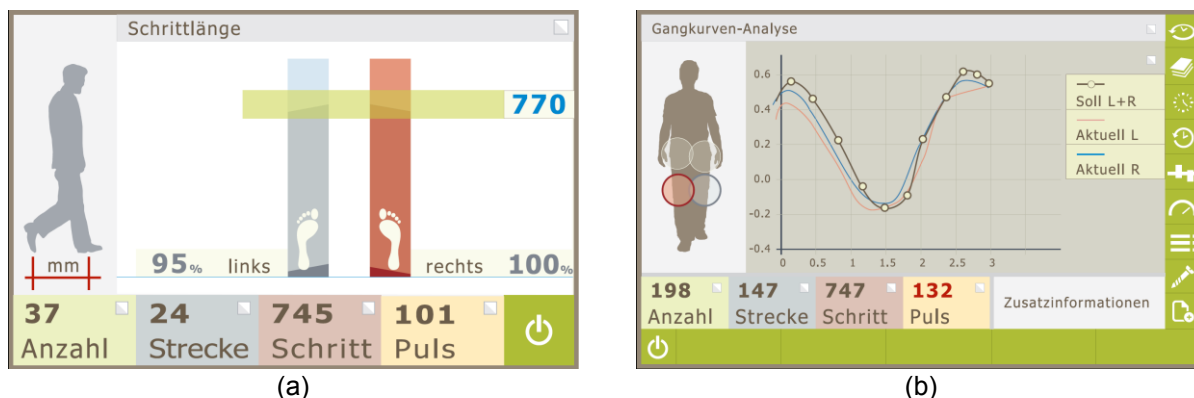 Schrittlänge
770
mm
95% links
rechts 100%
37 Anzahl
24 Strecke
745 Schritt
101 Puls
(a)
Gangkurven-Analyse
0.6
0.4
0.2
0.0
-0.2
-0.4
0 0.5 1 1.5 2 2.5 3
Soll L+R
Aktuell L
Aktuell R
198 Anzahl
147 Strecke
747 Schritt
132 Puls
Zusatzinformationen
(b)